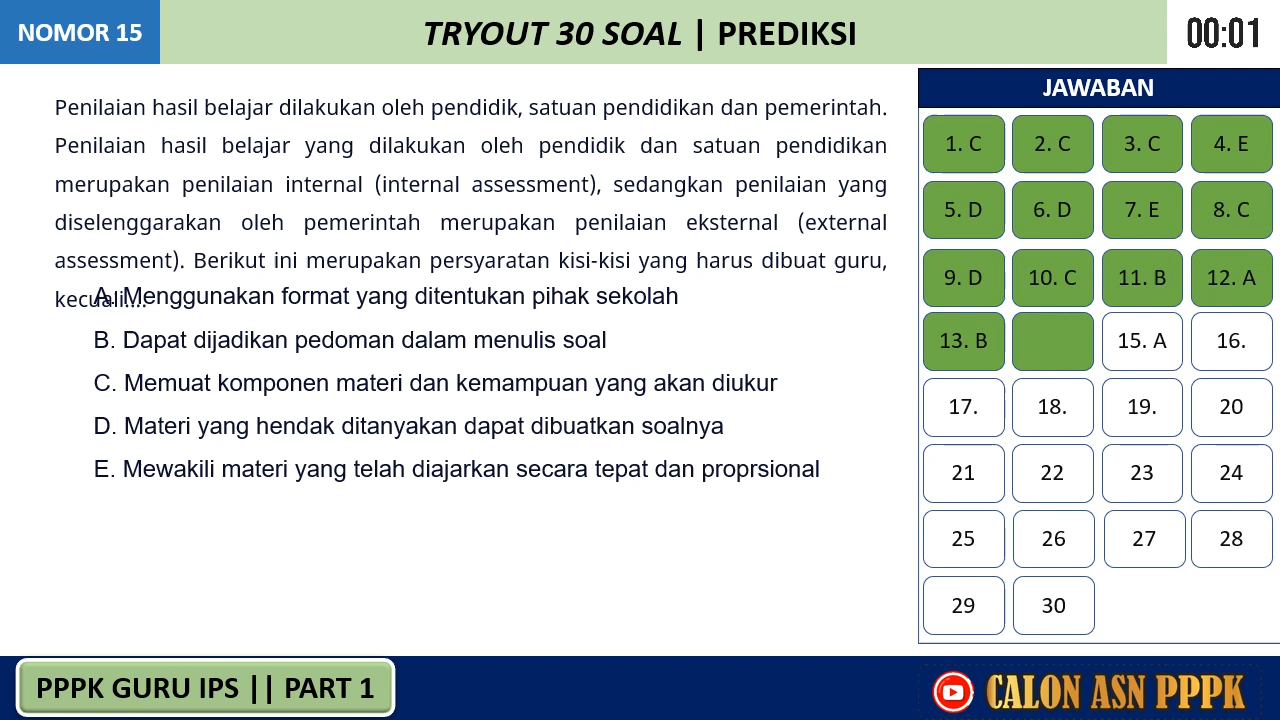 NOMOR 15
TRYOUT 30 SOAL | PREDIKSI
00:01
Penilaian hasil belajar dilakukan oleh pendidik, satuan pendidikan dan pemerintah.
Penilaian hasil belajar yang dilakukan oleh pendidik dan satuan pendidikan
merupakan penilaian internal (internal assessment), sedangkan penilaian yang
diselenggarakan oleh pemerintah merupakan penilaian eksternal (external
assessment). Berikut ini merupakan persyaratan kisi-kisi yang harus dibuat guru,
kecuali....
A. Menggunakan format yang ditentukan pihak sekolah
B. Dapat dijadikan pedoman dalam menulis soal
C. Memuat komponen materi dan kemampuan yang akan diukur
D. Materi yang hendak ditanyakan dapat dibuatkan soalnya
E. Mewakili materi yang telah diajarkan secara tepat dan proprsional
JAWABAN
1. C 2. C 3. C 4. E
5. D 6. D 7. E 8. C
9. D 10. C 11. B 12. A
13. B 15. A 16.
17. 18. 19. 20
21 22 23 24
25 26 27 28
29 30
PPPK GURU IPS || PART 1
CALON ASN PPPK